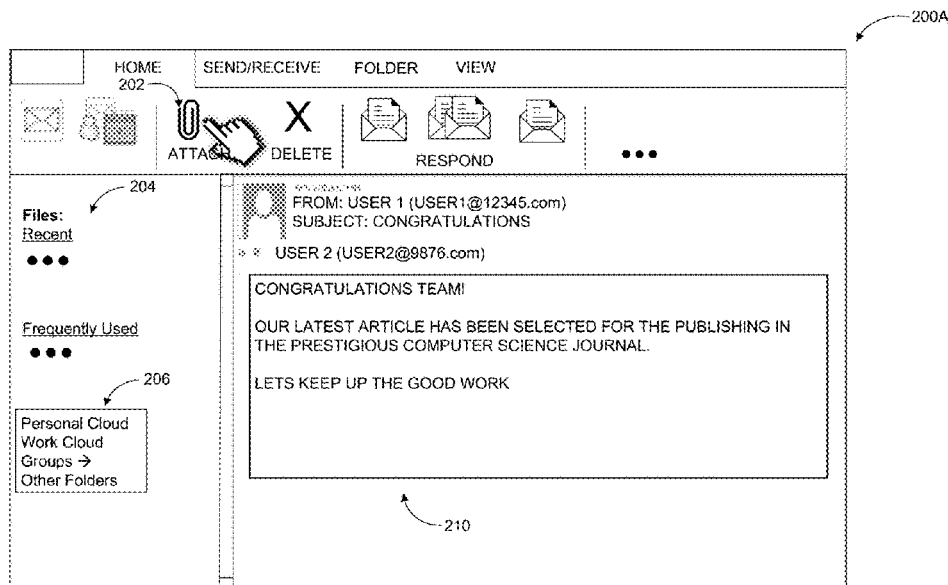 200A
HOME SEND/RECEIVE FOLDER VIEW
202
ATTACH DELETE RESPOND
204
Files:
Recent
FROM: USER 1 (USER1@12345.com)
SUBJECT: CONGRATULATIONS
USER 2 (USER2@9876.com)
CONGRATULATIONS TEAM!
OUR LATEST ARTICLE HAS BEEN SELECTED FOR THE PUBLISHING IN
THE PRESTIGIOUS COMPUTER SCIENCE JOURNAL.
LETS KEEP UP THE GOOD WORK
Frequently Used
206
Personal Cloud
Work Cloud
Groups →
Other Folders
210